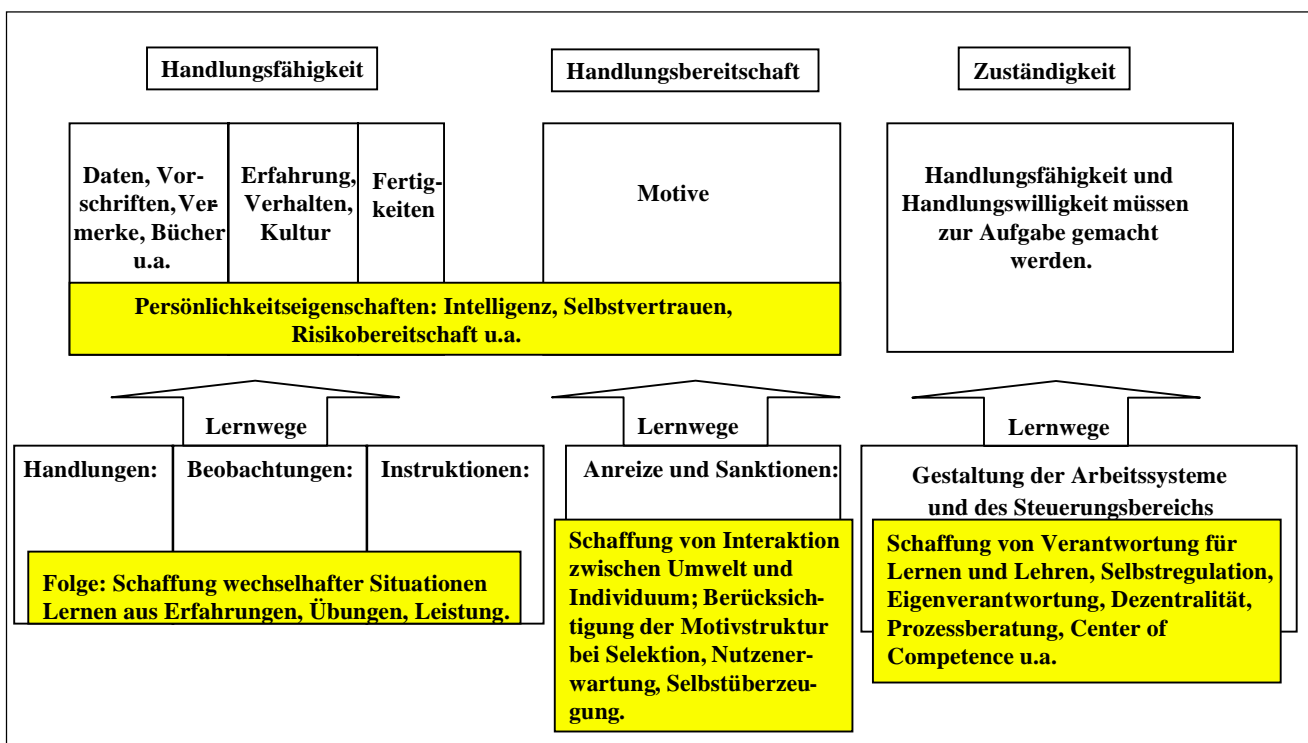 Handlungsfähigkeit
Handlungsbereitschaft
Zuständigkeit
Daten, Vor-
schriften, Ver-
merke, Bücher
u.a.
Erfahrung,
Verhalten,
Kultur
Fertig-
keiten
Motive
Handlungsfähigkeit und
Handlungswilligkeit müssen
zur Aufgabe gemacht
werden.
Persönlichkeitseigenschaften: Intelligenz, Selbstvertrauen,
Risikobereitschaft u.a.
Lernwege
Lernwege
Lernwege
Handlungen:
Beobachtungen:
Instruktionen:
Folge: Schaffung wechselhafter Situationen
Lernen aus Erfahrungen, Übungen, Leistung.
Anreize und Sanktionen:
Schaffung von Interaktion
zwischen Umwelt und
Individuum; Berücksich-
tigung der Motivstruktur
bei Selektion, Nutzener-
wartung, Selbstüberzeu-
gung.
Gestaltung der Arbeitssysteme
und des Steuerungsbereichs
Schaffung von Verantwortung für
Lernen und Lehren, Selbstregulation,
Eigenverantwortung, Dezentralität,
Prozessberatung, Center of
Competence u.a.